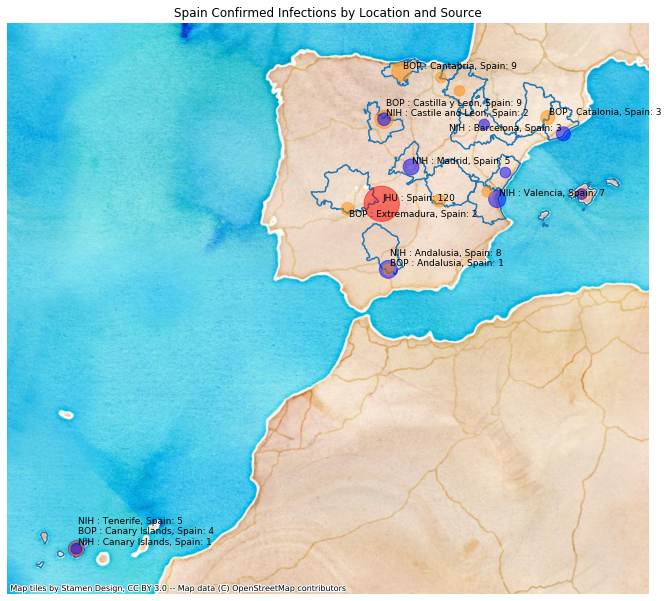 Spain Confirmed Infections by Location and Source
BOP : Cantabria, Spain: 9
BOP : Castilla y Leon, Spain: 9
NIH : Castile and Leon, Spain: 2
BOP : Catalonia, Spain: 3
NIH : Barcelona, Spain: 3
NIH : Madrid, Spain: 5
NIH : Valencia, Spain: 7
JHU : Spain: 120
BOP : Extremadura, Spain: 2
NIH : Andalusia, Spain: 8
BOP : Andalusia, Spain: 1
NIH : Tenerife, Spain: 5
BOP : Canary Islands, Spain: 4
NIH : Canary Islands, Spain: 1
Map tiles by Stamen Design, CC BY 3.0 -- Map data (C) OpenStreetMap contributors